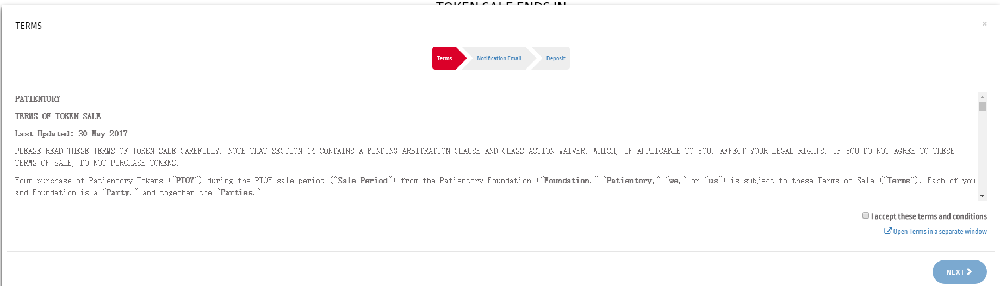 TOKEN SALE ENDS IN
TERMS
×
Terms
Notification Email
Deposit
PATIENTORY
TERMS OF TOKEN SALE
Last Updated: 30 May 2017
PLEASE READ THESE TERMS OF TOKEN SALE CAREFULLY. NOTE THAT SECTION 14 CONTAINS A BINDING ARBITRATION CLAUSE AND CLASS ACTION WAIVER, WHICH, IF APPLICABLE TO YOU, AFFECT YOUR LEGAL RIGHTS. IF YOU DO NOT AGREE TO THESE
TERMS OF SALE, DO NOT PURCHASE TOKENS.
Your purchase of Patientory Tokens ("PTOY") during the PTOY sale period ("Sale Period") from the Patientory Foundation ("Foundation," "Patientory," "we," or "us") is subject to these Terms of Sale ("Terms"). Each of you
and Foundation is a "Party," and together the "Parties."
I accept these terms and conditions
Open Terms in a separate window
NEXT